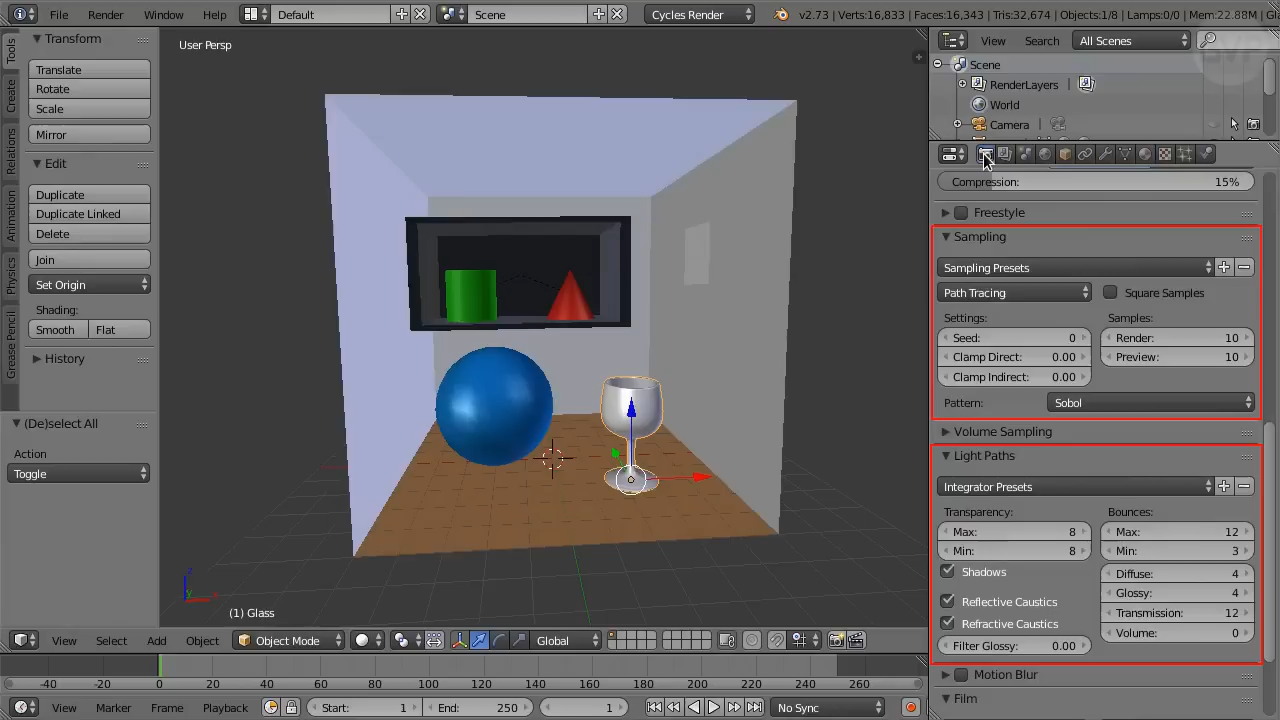 File Render Window Help Default Scene Cycles Render v2.73 | Verts:16,833 | Faces:16,343 | Tris:32,674 | Objects:1/8 | Lamps:0/0 | Mem:22.88M | Gla
Tools
Create
Relations
Animation
Physics
Grease Pencil
Transform
Translate
Rotate
Scale
Mirror
Edit
Duplicate
Duplicate Linked
Delete
Join
Set Origin
Shading:
Smooth Flat
History
(De)select All
Action
Toggle
User Persp
(1) Glass
View Select Add Object Object Mode Global
-40 -20 0 20 40 60 80 100 120 140 160 180 200 220 240 260
View Marker Frame Playback Start: 1 End: 250 1 No Sync
View Search All Scenes
Scene
RenderLayers
World
Camera
Compression: 15%
Freestyle
Sampling
Sampling Presets
Path Tracing Square Samples
Settings: Samples:
Seed: 0 Render: 10
Clamp Direct: 0.00 Preview: 10
Clamp Indirect: 0.00
Pattern: Sobol
Volume Sampling
Light Paths
Integrator Presets
Transparency: Bounces:
Max: 8 Max: 12
Min: 8 Min: 3
Shadows Diffuse: 4
Reflective Caustics Glossy: 4
Refractive Caustics Transmission: 12
Filter Glossy: 0.00 Volume: 0
Motion Blur
Film